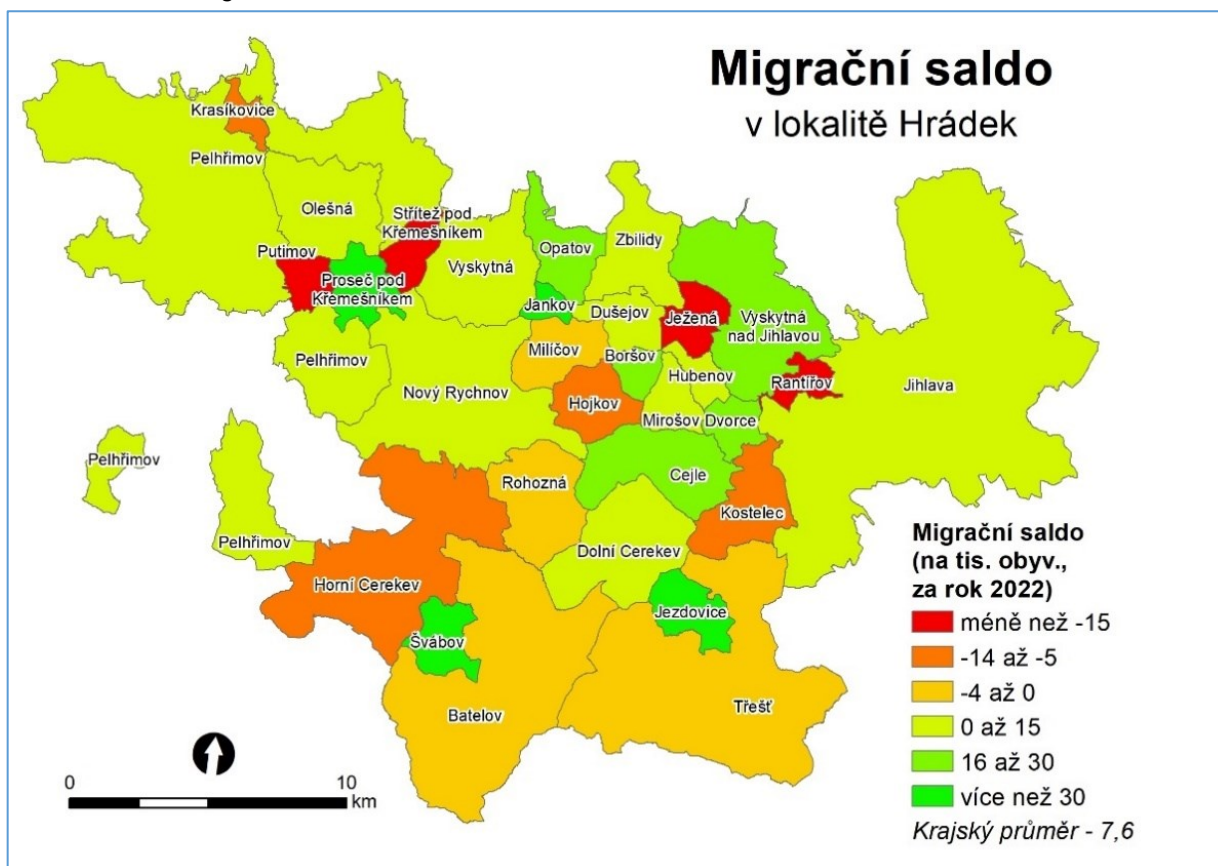 Migrační saldo
v lokalitě Hrádek
Krasíkovice
Pelhřimov
Olešná
Střítež pod
Křemešníkem
Putimov
Proseč pod
Křemešníkem
Vyskytná
Opatov
Zbilidy
Jankov
Dušejov
Ježená
Vyskytná
nad Jihlavou
Pelhřimov
Milíčov
Boršov
Hubenov
Rantířov
Jihlava
Nový Rychnov
Hojkov
Mirošov
Dvorce
Pelhřimov
Rohozná
Cejle
Kostelec
Pelhřimov
Dolní Cerekev
Horní Cerekev
Jezdovice
Švábov
Batelov
Třešť
0
10
km
Migrační saldo
(na tis. obyv.,
za rok 2022)
méně než -15
-14 až -5
-4 až 0
0 až 15
16 až 30
více než 30
Krajský průměr - 7,6